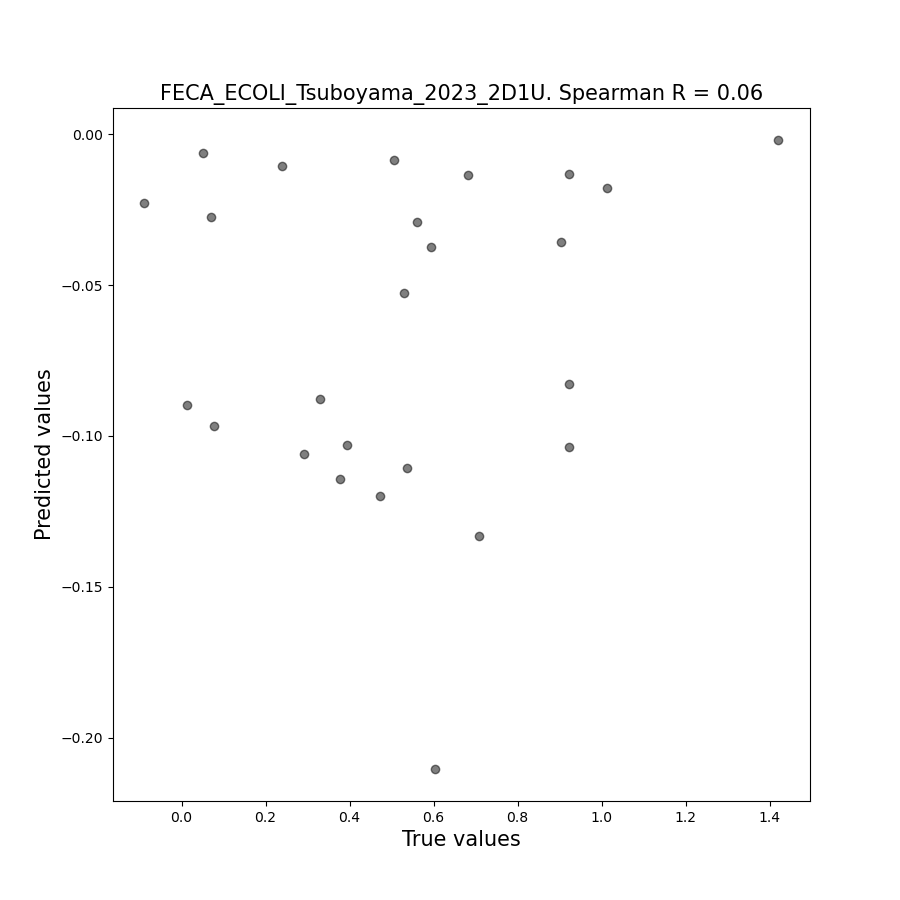 FECA_ECOLI_Tsuboyama_2023_2D1U. Spearman R = 0.06
0.00
−0.05
−0.10
−0.15
−0.20
Predicted values
0.0 0.2 0.4 0.6 0.8 1.0 1.2 1.4
True values